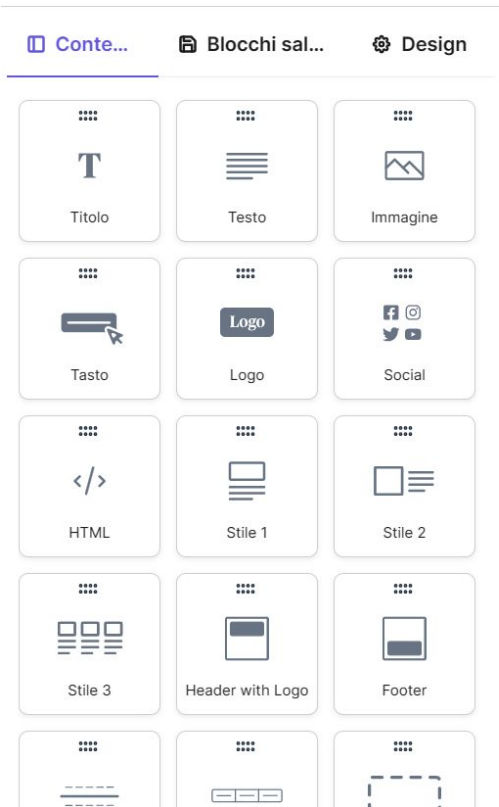 Conte... Blocchi sal... Design
T
Titolo Testo Immagine
Logo
Tasto Logo Social
</>
HTML Stile 1 Stile 2
Stile 3 Header with Logo Footer